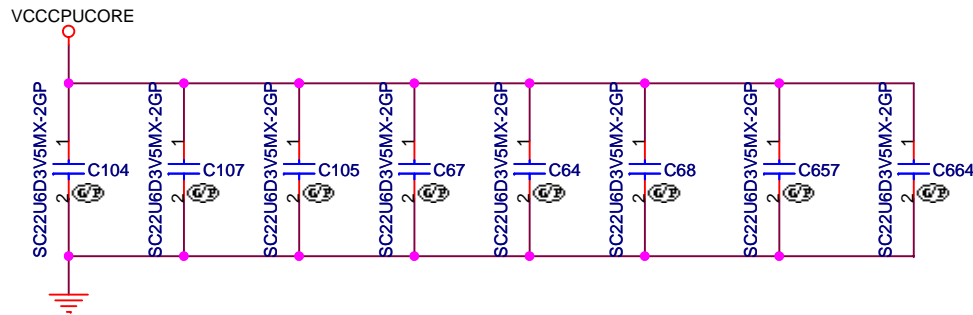 VCCCPUCORE
SC22U6D3V5MX-2GP
1
C104
G/P
2
SC22U6D3V5MX-2GP
1
C107
G/P
2
SC22U6D3V5MX-2GP
1
C105
G/P
2
SC22U6D3V5MX-2GP
1
C67
G/P
2
SC22U6D3V5MX-2GP
1
C64
G/P
2
SC22U6D3V5MX-2GP
1
C68
G/P
2
SC22U6D3V5MX-2GP
1
C657
G/P
2
SC22U6D3V5MX-2GP
1
C664
G/P
2